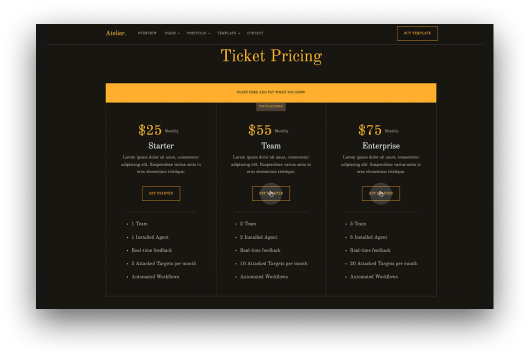 Atelier.
OVERVIEW PAGES PORTFOLIO TEMPLATE CONTACT
BUY TEMPLATE
Ticket Pricing
START FREE AND PAY WHEN YOU GROW
$25 Monthly
Starter
Lorem ipsum dolor sit amet, consectetur
adipiscing elit. Suspendisse varius enim in
eros elementum tristique.
GET STARTED
• 1 Team
• 1 Installed Agent
• Real-time feedback
• 3 Attacked Targets per month
• Automated Workflows
$55 Monthly
Team
Lorem ipsum dolor sit amet, consectetur
adipiscing elit. Suspendisse varius enim in
eros elementum tristique.
GET STARTED
• 3 Team
• 2 Installed Agent
• Real-time feedback
• 10 Attacked Targets per month
• Automated Workflows
$75 Monthly
Enterprise
Lorem ipsum dolor sit amet, consectetur
adipiscing elit. Suspendisse varius enim in
eros elementum tristique.
GET STARTED
• 5 Team
• 5 Installed Agent
• Real-time feedback
• 20 Attacked Targets per month
• Automated Workflows